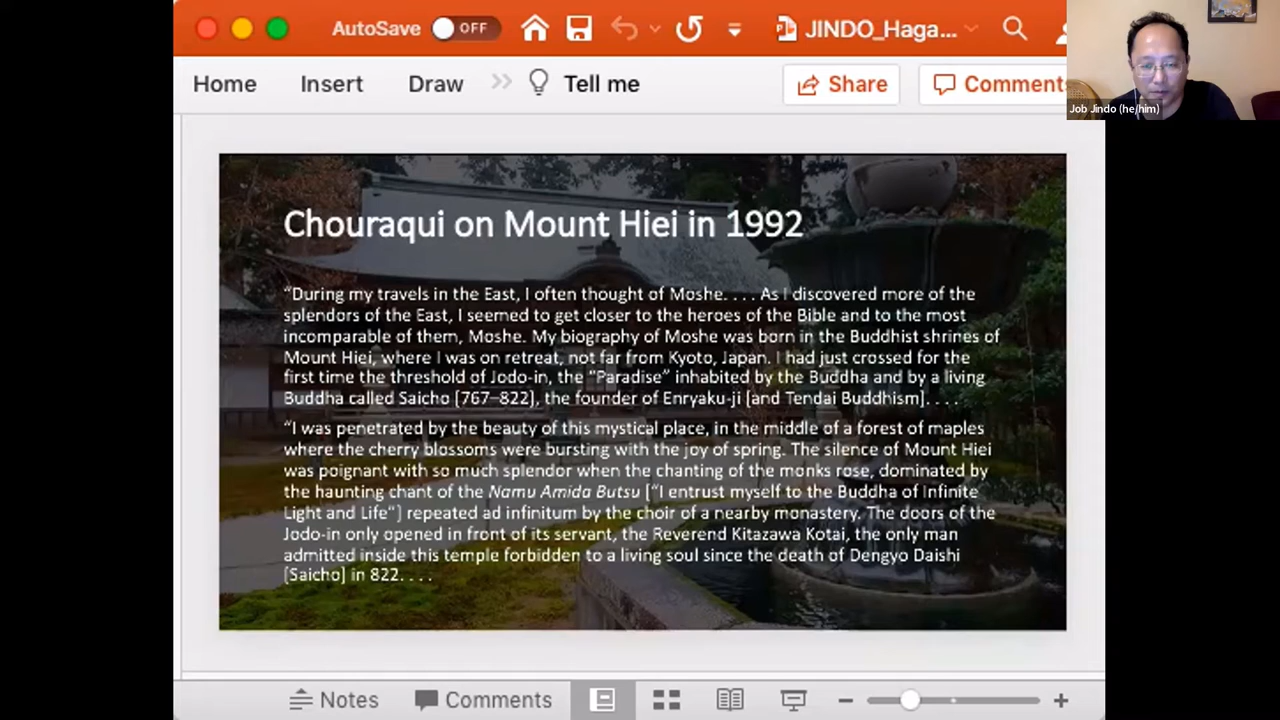 AutoSave OFF JINDO_Haga...
Home Insert Draw Tell me Share Comments
Job Jindo (he/him)
Chouraqui on Mount Hiei in 1992
“During my travels in the East, I often thought of Moshe. . . . As I discovered more of the
splendors of the East, I seemed to get closer to the heroes of the Bible and to the most
incomparable of them, Moshe. My biography of Moshe was born in the Buddhist shrines of
Mount Hiei, where I was on retreat, not far from Kyoto, Japan. I had just crossed for the
first time the threshold of Jodo-in, the “Paradise” inhabited by the Buddha and by a living
Buddha called Saicho [767–822], the founder of Enryaku-ji [and Tendai Buddhism]. . . .
“I was penetrated by the beauty of this mystical place, in the middle of a forest of maples
where the cherry blossoms were bursting with the joy of spring. The silence of Mount Hiei
was poignant with so much splendor when the chanting of the monks rose, dominated by
the haunting chant of the Namu Amida Butsu [“I entrust myself to the Buddha of Infinite
Light and Life”] repeated ad infinitum by the choir of a nearby monastery. The doors of the
Jodo-in only opened in front of its servant, the Reverend Kitazawa Kotai, the only man
admitted inside this temple forbidden to a living soul since the death of Dengyo Daishi
[Saicho] in 822. . . .
Notes Comments